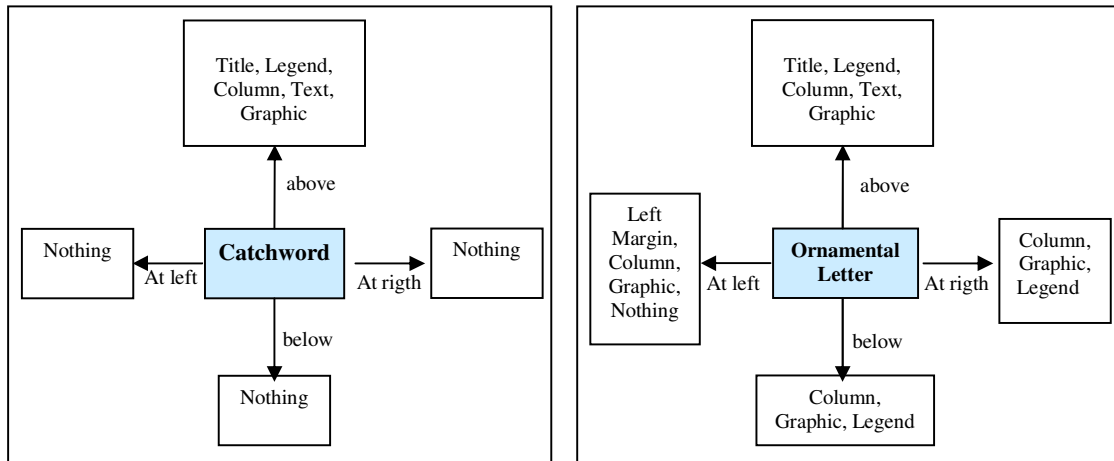 Title, Legend,
Column, Text,
Graphic
above
Nothing
At left
Catchword
At rigth
Nothing
below
Nothing
Title, Legend,
Column, Text,
Graphic
above
Left
Margin,
Column,
Graphic,
Nothing
At left
Ornamental
Letter
At rigth
Column,
Graphic,
Legend
below
Column,
Graphic, Legend